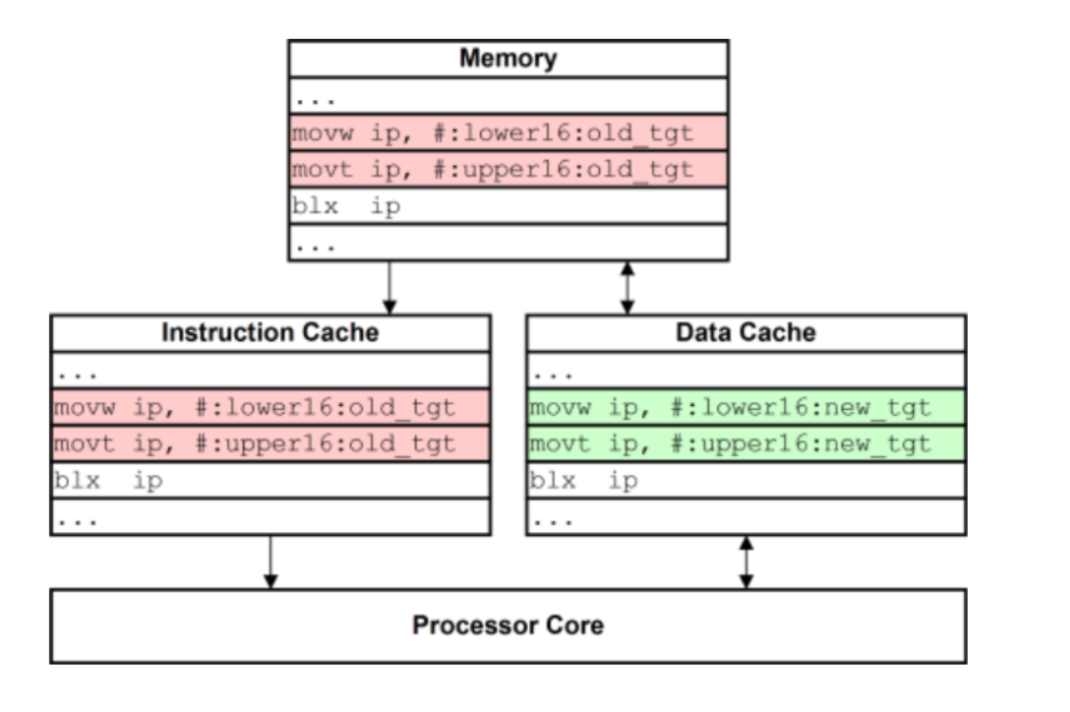 Memory
...
movw ip, #:lower16:old_tgt
movt ip, #:upper16:old_tgt
blx  ip
...
Instruction Cache
...
movw ip, #:lower16:old_tgt
movt ip, #:upper16:old_tgt
blx  ip
...
Data Cache
...
movw ip, #:lower16:new_tgt
movt ip, #:upper16:new_tgt
blx  ip
...
Processor Core